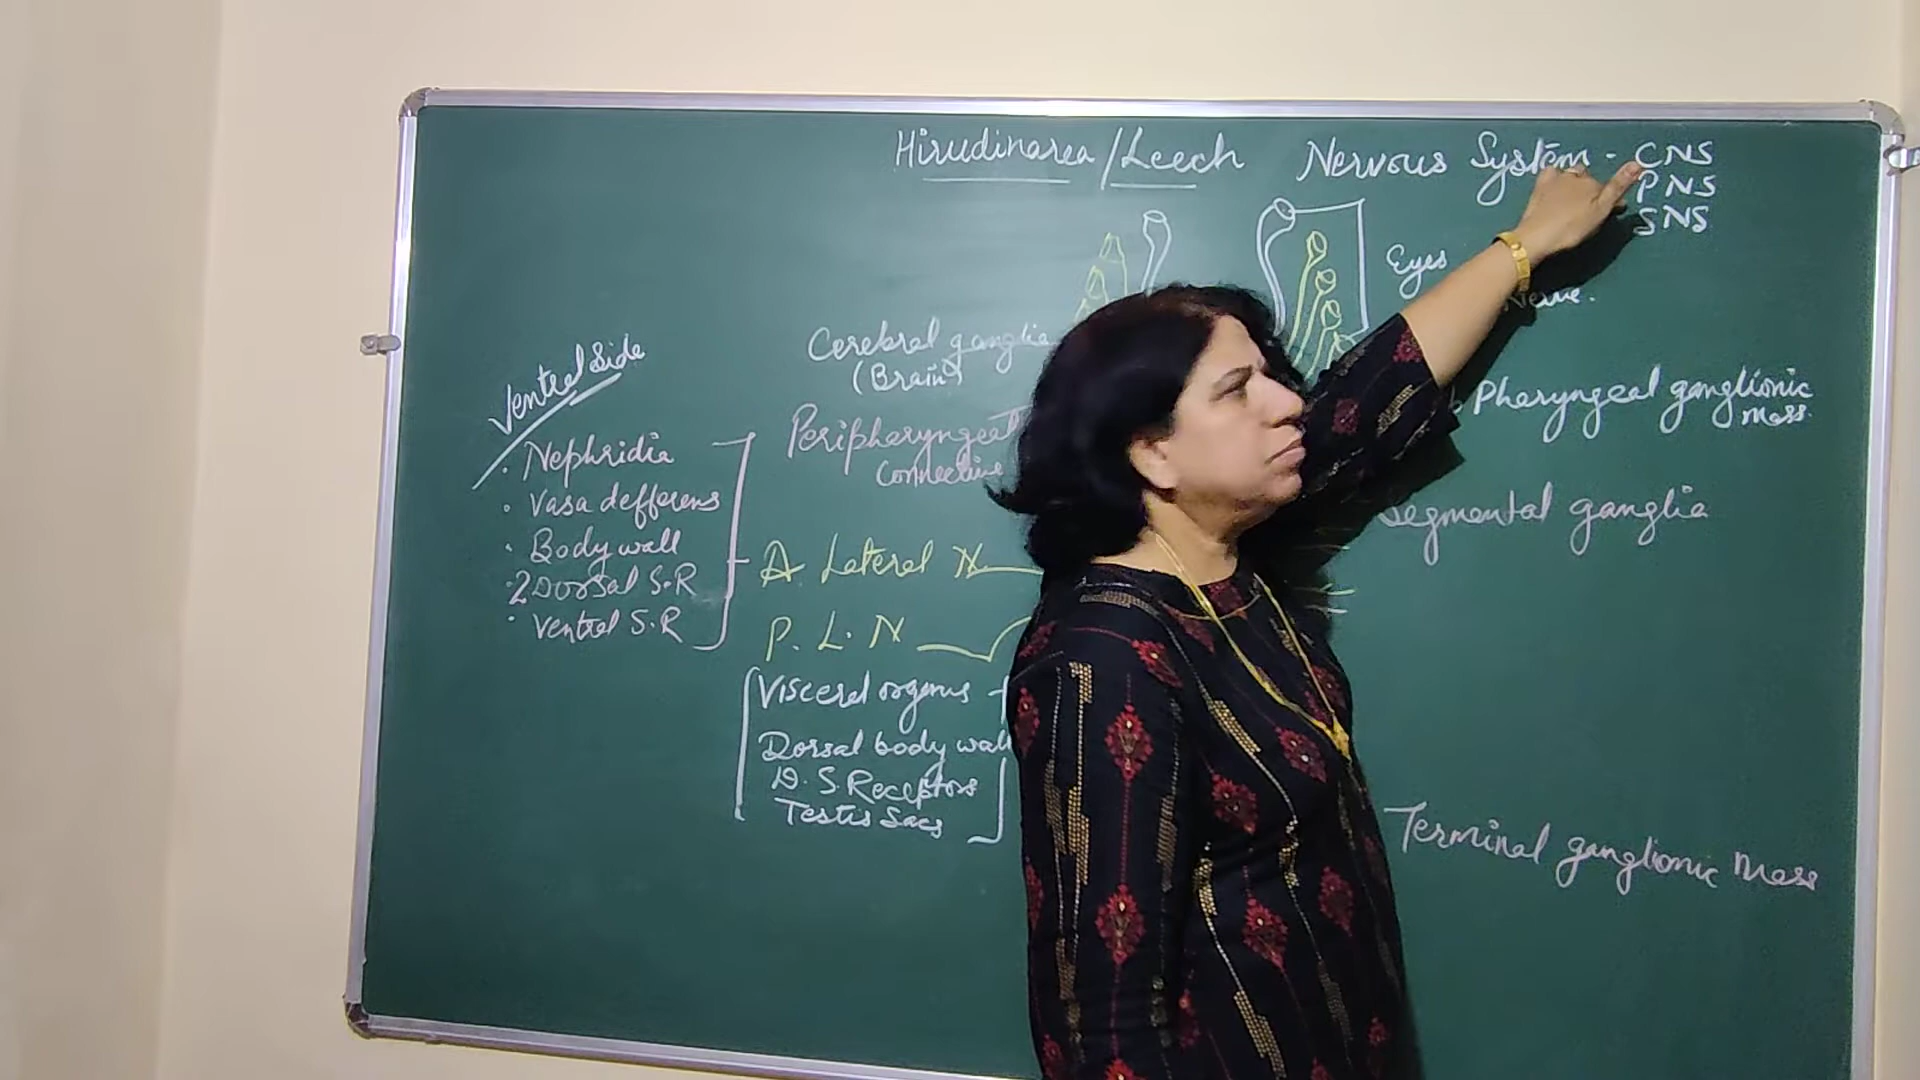 Hirudinarea / Leech Nervous System - CNS
PNS
SNS
Eyes
Nerve.
Cerebral ganglia
(Brain)
Peripharyngeal
Connective
Pharyngeal ganglionic
mass.
Segmental ganglia
Terminal ganglionic Mass
Ventral Side
· Nephridia
· Vasa defferens
· Body wall
· 2 Dorsal S.R
· Ventral S.R
A. Lateral N
P. L. N
Visceral organs
Dorsal body wall
D. S. Receptors
Testis Sacs